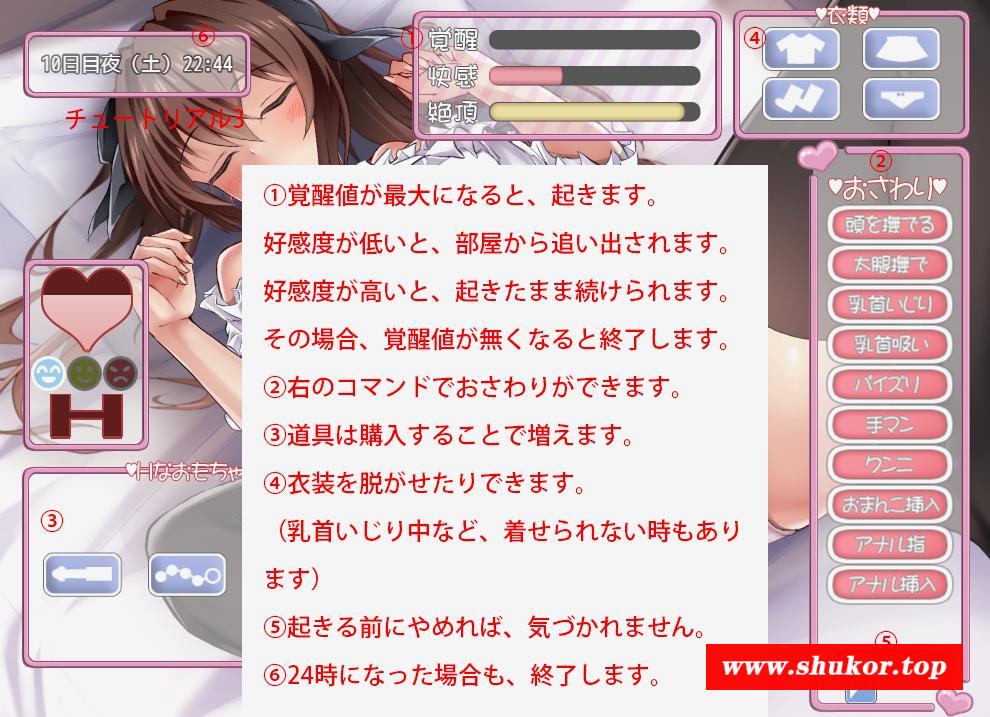 ⑥
10日目夜（土）22:44
チュートリアル3
①覚醒
快感
絶頂
♥衣類♥
④
②
♥おさわり♥
頭を撫でる
太腿撫で
乳首いじり
乳首吸い
パイズリ
手マン
クンニ
おまんこ挿入
アナル指
アナル挿入
⑤
H
♥Hなおもちゃ
③
①覚醒値が最大になると、起きます。
好感度が低いと、部屋から追い出されます。
好感度が高いと、起きたまま続けられます。
その場合、覚醒値が無くなると終了します。
②右のコマンドでおさわりができます。
③道具は購入することで増えます。
④衣装を脱がせたりできます。
（乳首いじり中など、着せられない時もあり
ます）
⑤起きる前にやめれば、気づかれません。
⑥24時になった場合も、終了します。
www.shukor.top